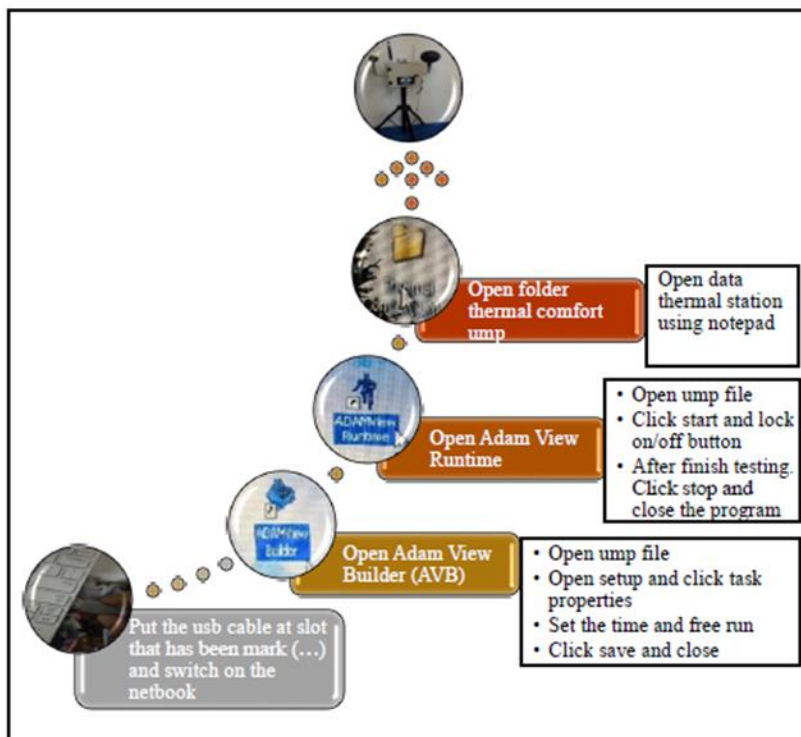 Open folder
thermal comfort
ump
Open data
thermal station
using notepad
ADAMView
Runtime
Open Adam View
Runtime
• Open ump file
• Click start and lock
on/off button
• After finish testing.
Click stop and
close the program
ADAMView
Builder
Open Adam View
Builder (AVB)
• Open ump file
• Open setup and click task
properties
• Set the time and free run
• Click save and close
Put the usb cable at slot
that has been mark (...)
and switch on the
netbook